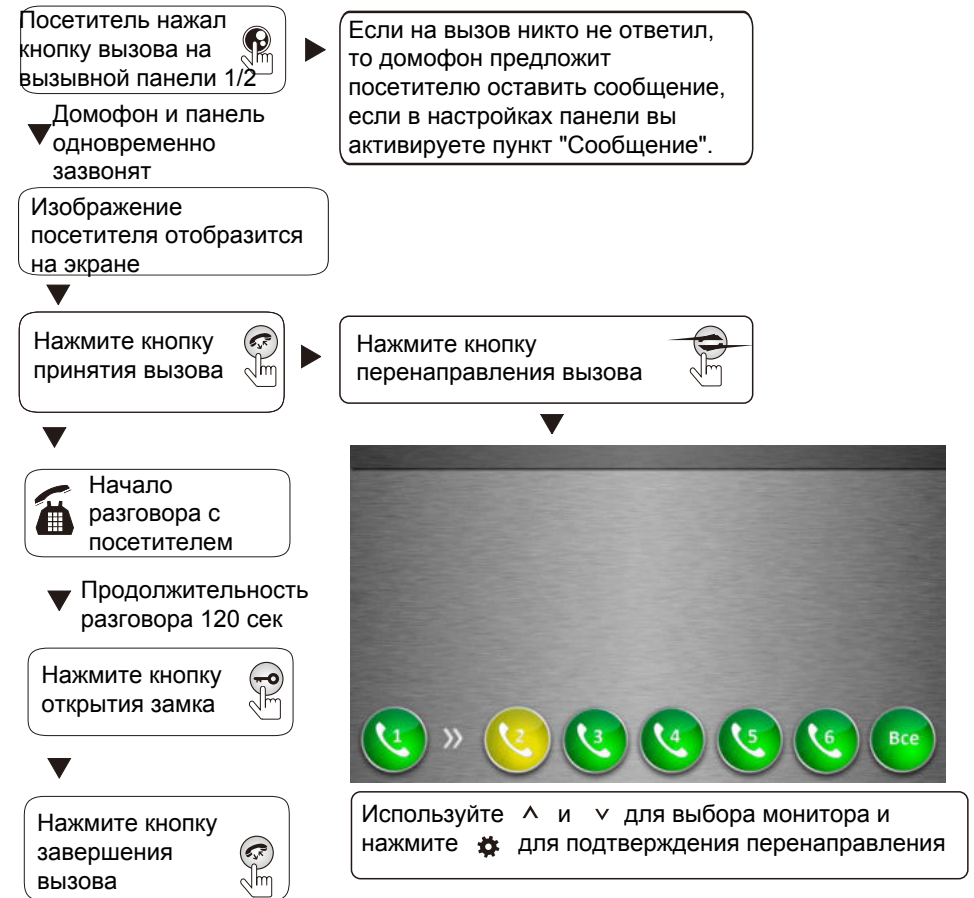 Посетитель нажал
кнопку вызова на
вызывной панели 1/2
Если на вызов никто не ответил,
то домофон предложит
посетителю оставить сообщение,
если в настройках панели вы
активируете пункт "Сообщение".
Домофон и панель
одновременно
зазвонят
Изображение
посетителя отобразится
на экране
Нажмите кнопку
принятия вызова
Нажмите кнопку
перенаправления вызова
Начало
разговора с
посетителем
Продолжительность
разговора 120 сек
Нажмите кнопку
открытия замка
1 » 2 3 4 5 6 Все
Используйте ^ и ˅ для выбора монитора и
нажмите для подтверждения перенаправления
Нажмите кнопку
завершения
вызова